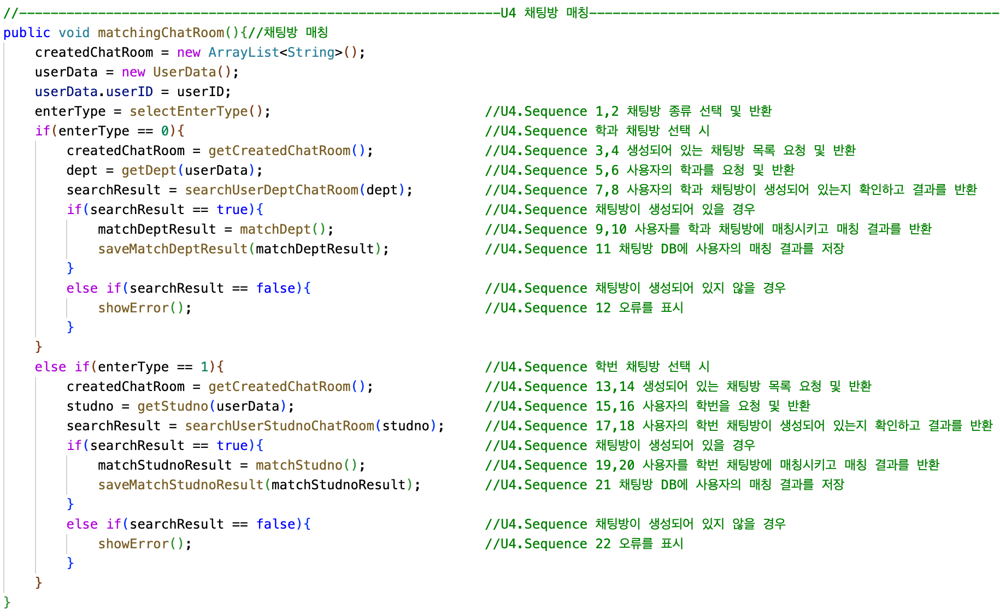 //-------------------------------------------------------------U4 채팅방 매칭----------------------------------------------------
public void matchingChatRoom(){//채팅방 매칭
    createdChatRoom = new ArrayList<String>();
    userData = new UserData();
    userData.userID = userID;
    enterType = selectEnterType();                           //U4.Sequence 1,2 채팅방 종류 선택 및 반환
    if(enterType == 0){                                      //U4.Sequence 학과 채팅방 선택 시
        createdChatRoom = getCreatedChatRoom();              //U4.Sequence 3,4 생성되어 있는 채팅방 목록 요청 및 반환
        dept = getDept(userData);                            //U4.Sequence 5,6 사용자의 학과를 요청 및 반환
        searchResult = searchUserDeptChatRoom(dept);         //U4.Sequence 7,8 사용자의 학과 채팅방이 생성되어 있는지 확인하고 결과를 반환
        if(searchResult == true){                            //U4.Sequence 채팅방이 생성되어 있을 경우
            matchDeptResult = matchDept();                   //U4.Sequence 9,10 사용자를 학과 채팅방에 매칭시키고 매칭 결과를 반환
            saveMatchDeptResult(matchDeptResult);            //U4.Sequence 11 채팅방 DB에 사용자의 매칭 결과를 저장
        }
        else if(searchResult == false){                      //U4.Sequence 채팅방이 생성되어 있지 않을 경우
            showError();                                     //U4.Sequence 12 오류를 표시
        }
    }
    else if(enterType == 1){                                 //U4.Sequence 학번 채팅방 선택 시
        createdChatRoom = getCreatedChatRoom();              //U4.Sequence 13,14 생성되어 있는 채팅방 목록 요청 및 반환
        studno = getStudno(userData);                        //U4.Sequence 15,16 사용자의 학번을 요청 및 반환
        searchResult = searchUserStudnoChatRoom(studno);     //U4.Sequence 17,18 사용자의 학번 채팅방이 생성되어 있는지 확인하고 결과를 반환
        if(searchResult == true){                            //U4.Sequence 채팅방이 생성되어 있을 경우
            matchStudnoResult = matchStudno();               //U4.Sequence 19,20 사용자를 학번 채팅방에 매칭시키고 매칭 결과를 반환
            saveMatchStudnoResult(matchStudnoResult);        //U4.Sequence 21 채팅방 DB에 사용자의 매칭 결과를 저장
        }
        else if(searchResult == false){                      //U4.Sequence 채팅방이 생성되어 있지 않을 경우
            showError();                                     //U4.Sequence 22 오류를 표시
        }
    }
}